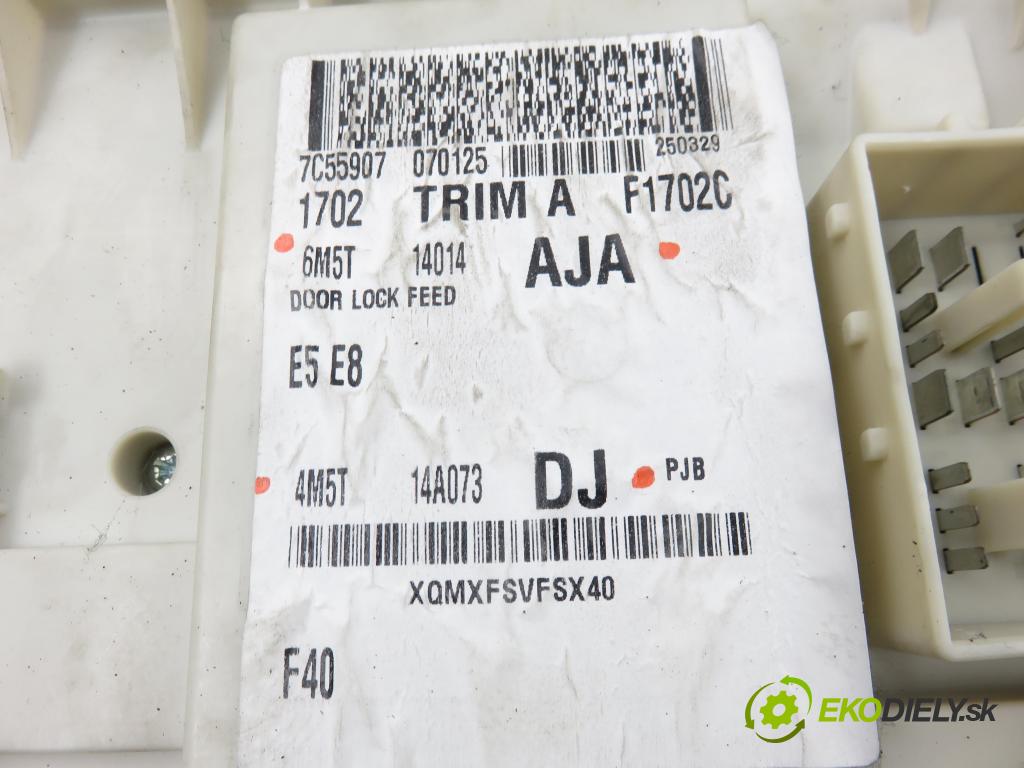 7C55907 070125 250329
1702 TRIM A F1702C
6M5T 14014 AJA
DOOR LOCK FEED
E5 E8
4M5T 14A073 DJ PJB
XQMXFSVFSX40
F40
EKODIELY.sk